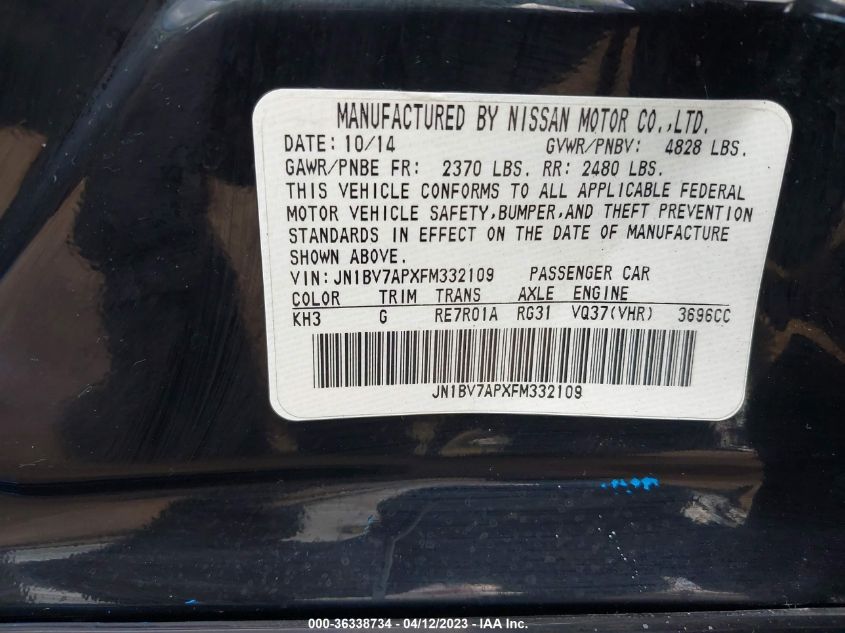 MANUFACTURED BY NISSAN MOTOR CO.,LTD.
DATE: 10/14 GVWR/PNBV: 4828 LBS.
GAWR/PNBE FR: 2370 LBS. RR: 2480 LBS.
THIS VEHICLE CONFORMS TO ALL APPLICABLE FEDERAL
MOTOR VEHICLE SAFETY,BUMPER,AND THEFT PREVENTION
STANDARDS IN EFFECT ON THE DATE OF MANUFACTURE
SHOWN ABOVE.
VIN:JN1BV7APXFM332109 PASSENGER CAR
COLOR TRIM TRANS AXLE ENGINE
KH3 G RE7R01A RG31 VQ37(VHR) 3696CC
JN1BV7APXFM332109
000-36338734 - 04/12/2023 - IAA Inc.